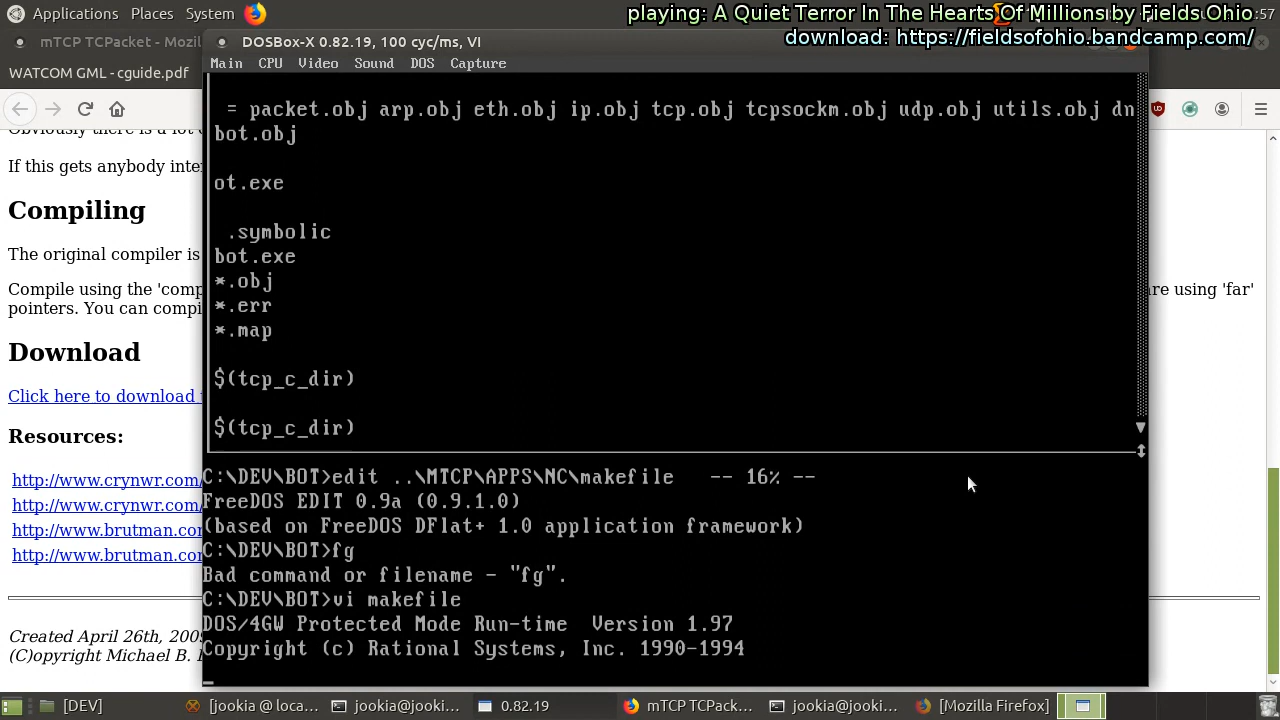 Applications Places System
playing: A Quiet Terror In The Hearts Of Millions by Fields Ohio
:57
download: https://fieldsofohio.bandcamp.com/
mTCP TCPacket - Mozil
DOSBox-X 0.82.19, 100 cyc/ms, VI
WATCOM GML - cguide.pdf
Main CPU Video Sound DOS Capture
= packet.obj arp.obj eth.obj ip.obj tcp.obj tcpsockm.obj udp.obj utils.obj dn
bot.obj
If this gets anybody inte
ot.exe
Compiling
.symbolic
The original compiler is
bot.exe
*.obj
Compile using the 'comp
re using 'far'
*.err
pointers. You can compi
*.map
Download
$(tcp_c_dir)
Click here to download
$(tcp_c_dir)
Resources:
C:\DEV\BOT>edit ..\MTCP\APPS\NC\makefile -- 16% --
http://www.crynwr.com/
FreeDOS EDIT 0.9a (0.9.1.0)
http://www.crynwr.com/
(based on FreeDOS DFlat+ 1.0 application framework)
http://www.brutman.com
C:\DEV\BOT>fg
http://www.brutman.com
Bad command or filename - "fg".
C:\DEV\BOT>vi makefile
DOS/4GW Protected Mode Run-time Version 1.97
Created April 26th, 2009
Copyright (c) Rational Systems, Inc. 1990-1994
(C)opyright Michael B.
[DEV]
[jookia @ loca...
jookia@jookia...
0.82.19
mTCP TCPack...
jookia@jookia...
[Mozilla Firefox]